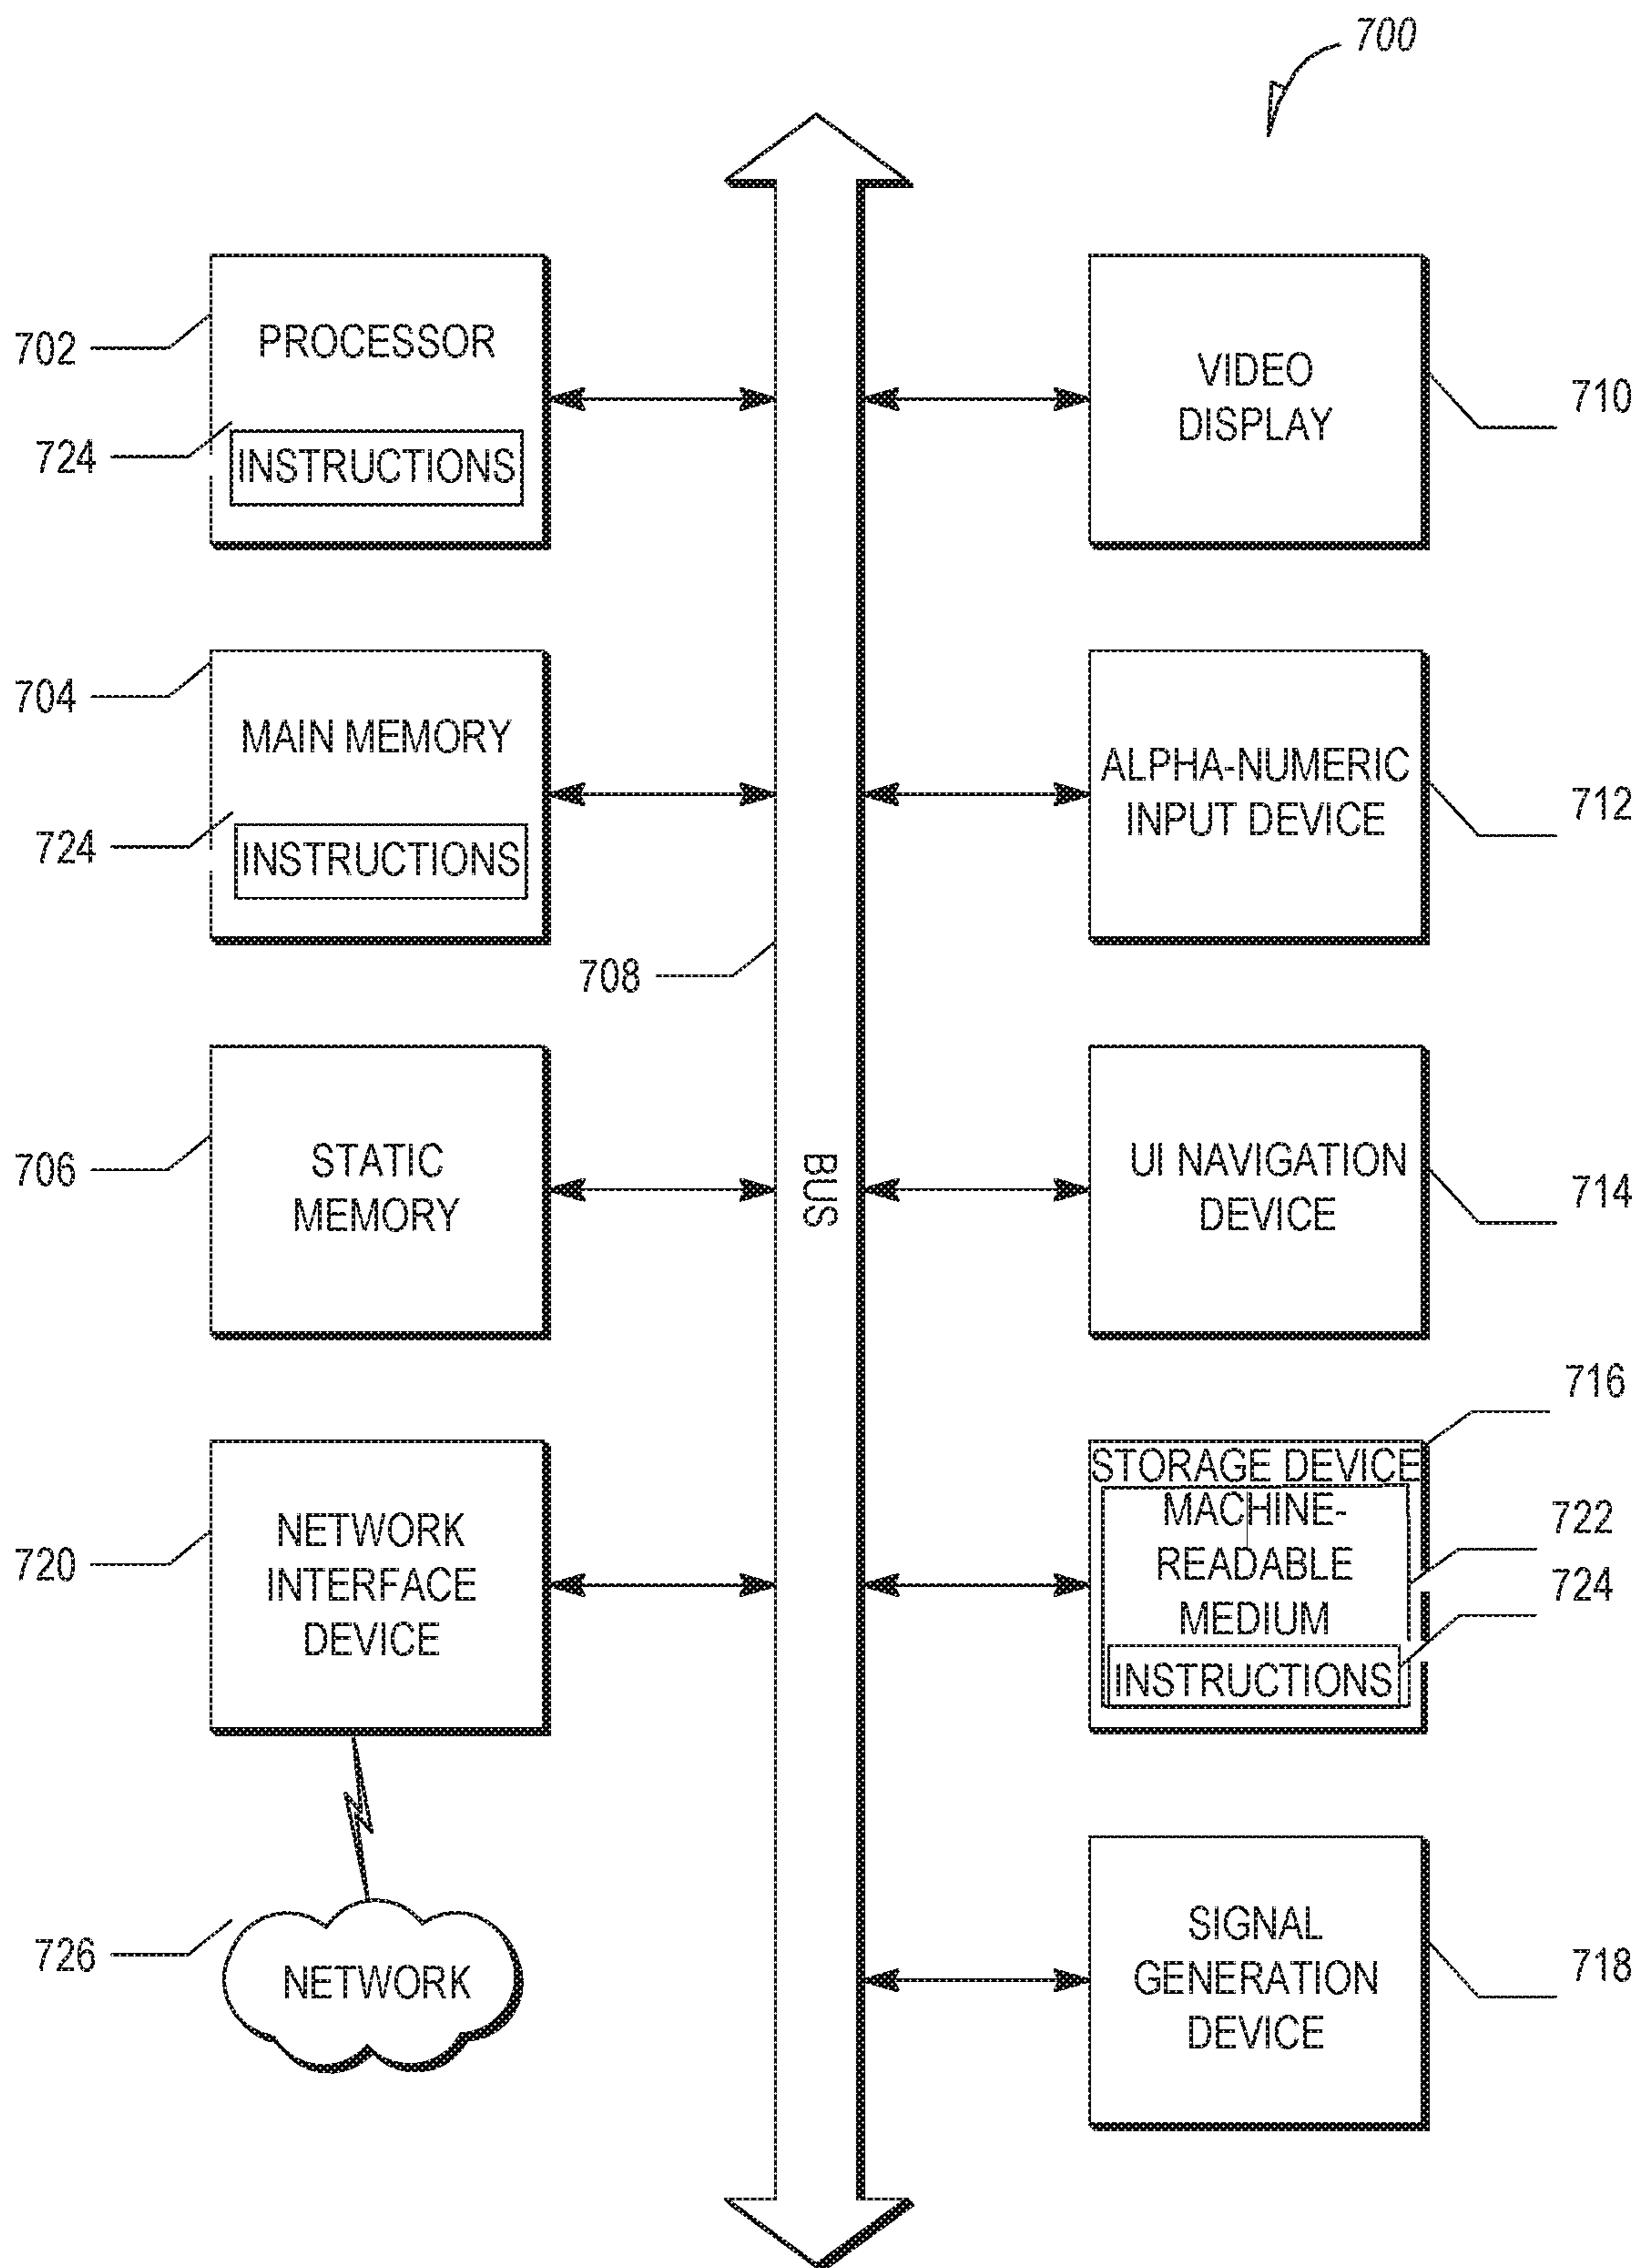 700
702
PROCESSOR
724
INSTRUCTIONS
704
MAIN MEMORY
724
INSTRUCTIONS
708
706
STATIC
MEMORY
720
NETWORK
INTERFACE
DEVICE
726
NETWORK
BUS
VIDEO
DISPLAY
710
ALPHA-NUMERIC
INPUT DEVICE
712
UI NAVIGATION
DEVICE
714
716
STORAGE DEVICE
MACHINE-
READABLE
MEDIUM
722
724
INSTRUCTIONS
SIGNAL
GENERATION
DEVICE
718